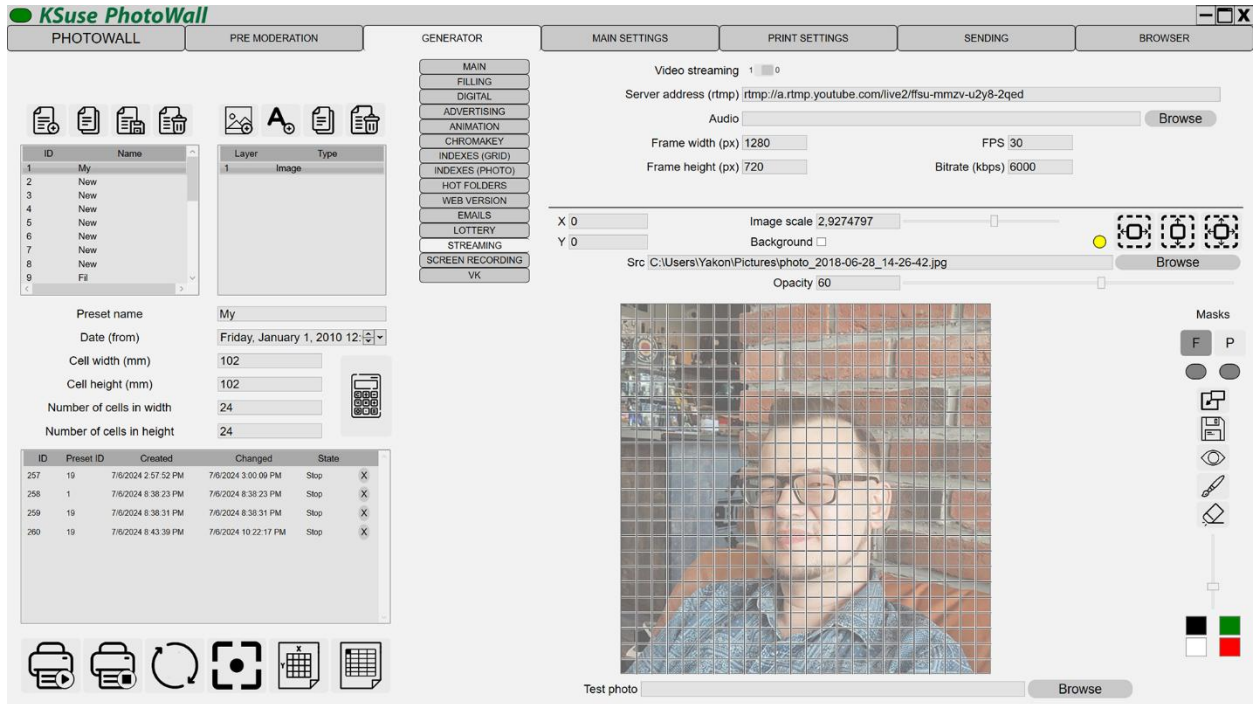 KSuse PhotoWall
X
PHOTOWALL
PRE MODERATION
GENERATOR
MAIN SETTINGS
PRINT SETTINGS
SENDING
BROWSER
ID Name
1 My
2 New
3 New
4 New
5 New
6 New
7 New
8 New
9 Fil
Layer Type
1 Image
Preset name My
Date (from) Friday, January 1, 2010 12:
Cell width (mm) 102
Cell height (mm) 102
Number of cells in width 24
Number of cells in height 24
ID Preset ID Created Changed State
257 19 7/6/2024 2:57:52 PM 7/6/2024 3:00:09 PM Stop X
258 1 7/6/2024 8:38:23 PM 7/6/2024 8:38:23 PM Stop X
259 19 7/6/2024 8:38:31 PM 7/6/2024 8:38:31 PM Stop X
260 19 7/6/2024 8:43:39 PM 7/6/2024 10:22:17 PM Stop X
X
Y
MAIN
FILLING
DIGITAL
ADVERTISING
ANIMATION
CHROMAKEY
INDEXES (GRID)
INDEXES (PHOTO)
HOT FOLDERS
WEB VERSION
EMAILS
LOTTERY
STREAMING
SCREEN RECORDING
VK
Video streaming 1 0
Server address (rtmp) rtmp://a.rtmp.youtube.com/live2/ffsu-mmzv-u2y8-2qed
Audio Browse
Frame width (px) 1280 FPS 30
Frame height (px) 720 Bitrate (kbps) 6000
X 0 Image scale 2,9274797
Y 0 Background
Src C:\Users\Yakon\Pictures\photo_2018-06-28_14-26-42.jpg Browse
Opacity 60
Masks
F P
Test photo Browse